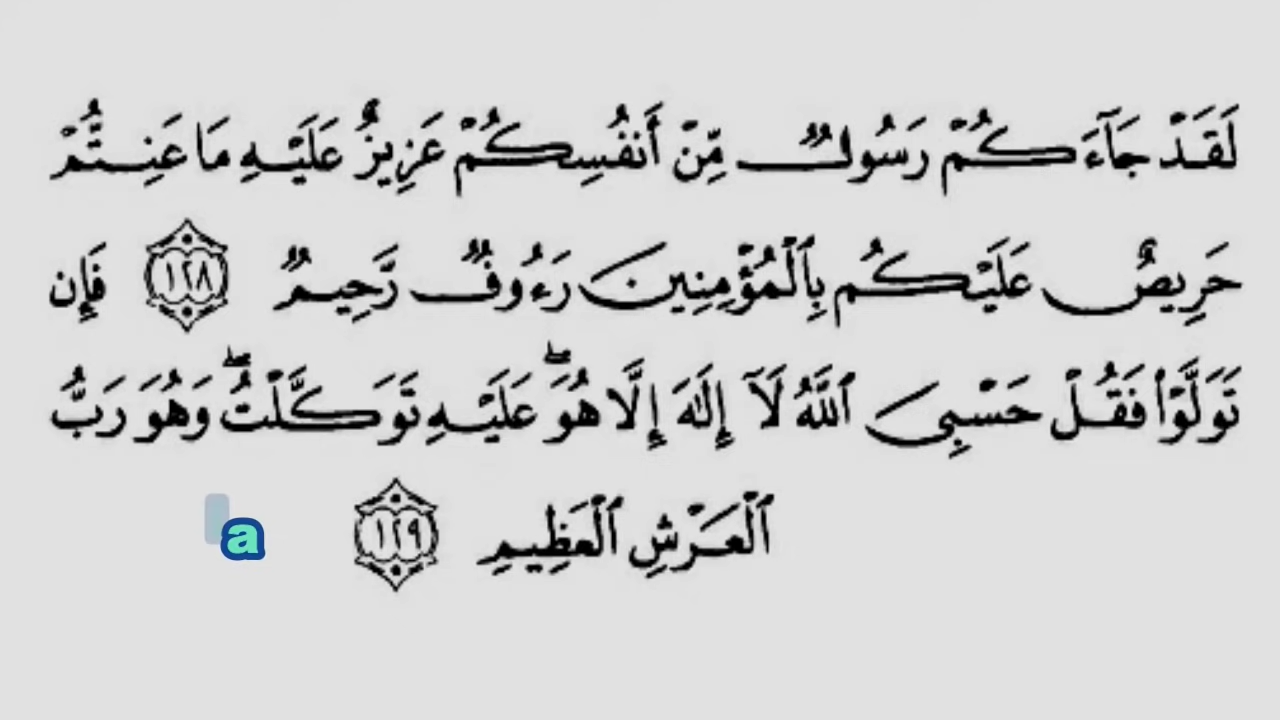 لَقَدْ جَآءَكُمْ رَسُولٌ مِّنْ أَنفُسِكُمْ عَزِيزٌ عَلَيْهِ مَا عَنِتُّمْ
حَرِيصٌ عَلَيْكُم بِٱلْمُؤْمِنِينَ رَءُوفٌ رَّحِيمٌ ١٢٨ فَإِن
تَوَلَّوْا۟ فَقُلْ حَسْبِىَ ٱللَّهُ لَآ إِلَٰهَ إِلَّا هُوَ ۖ عَلَيْهِ تَوَكَّلْتُ ۖ وَهُوَ رَبُّ
ٱلْعَرْشِ ٱلْعَظِيمِ ١٢٩
a